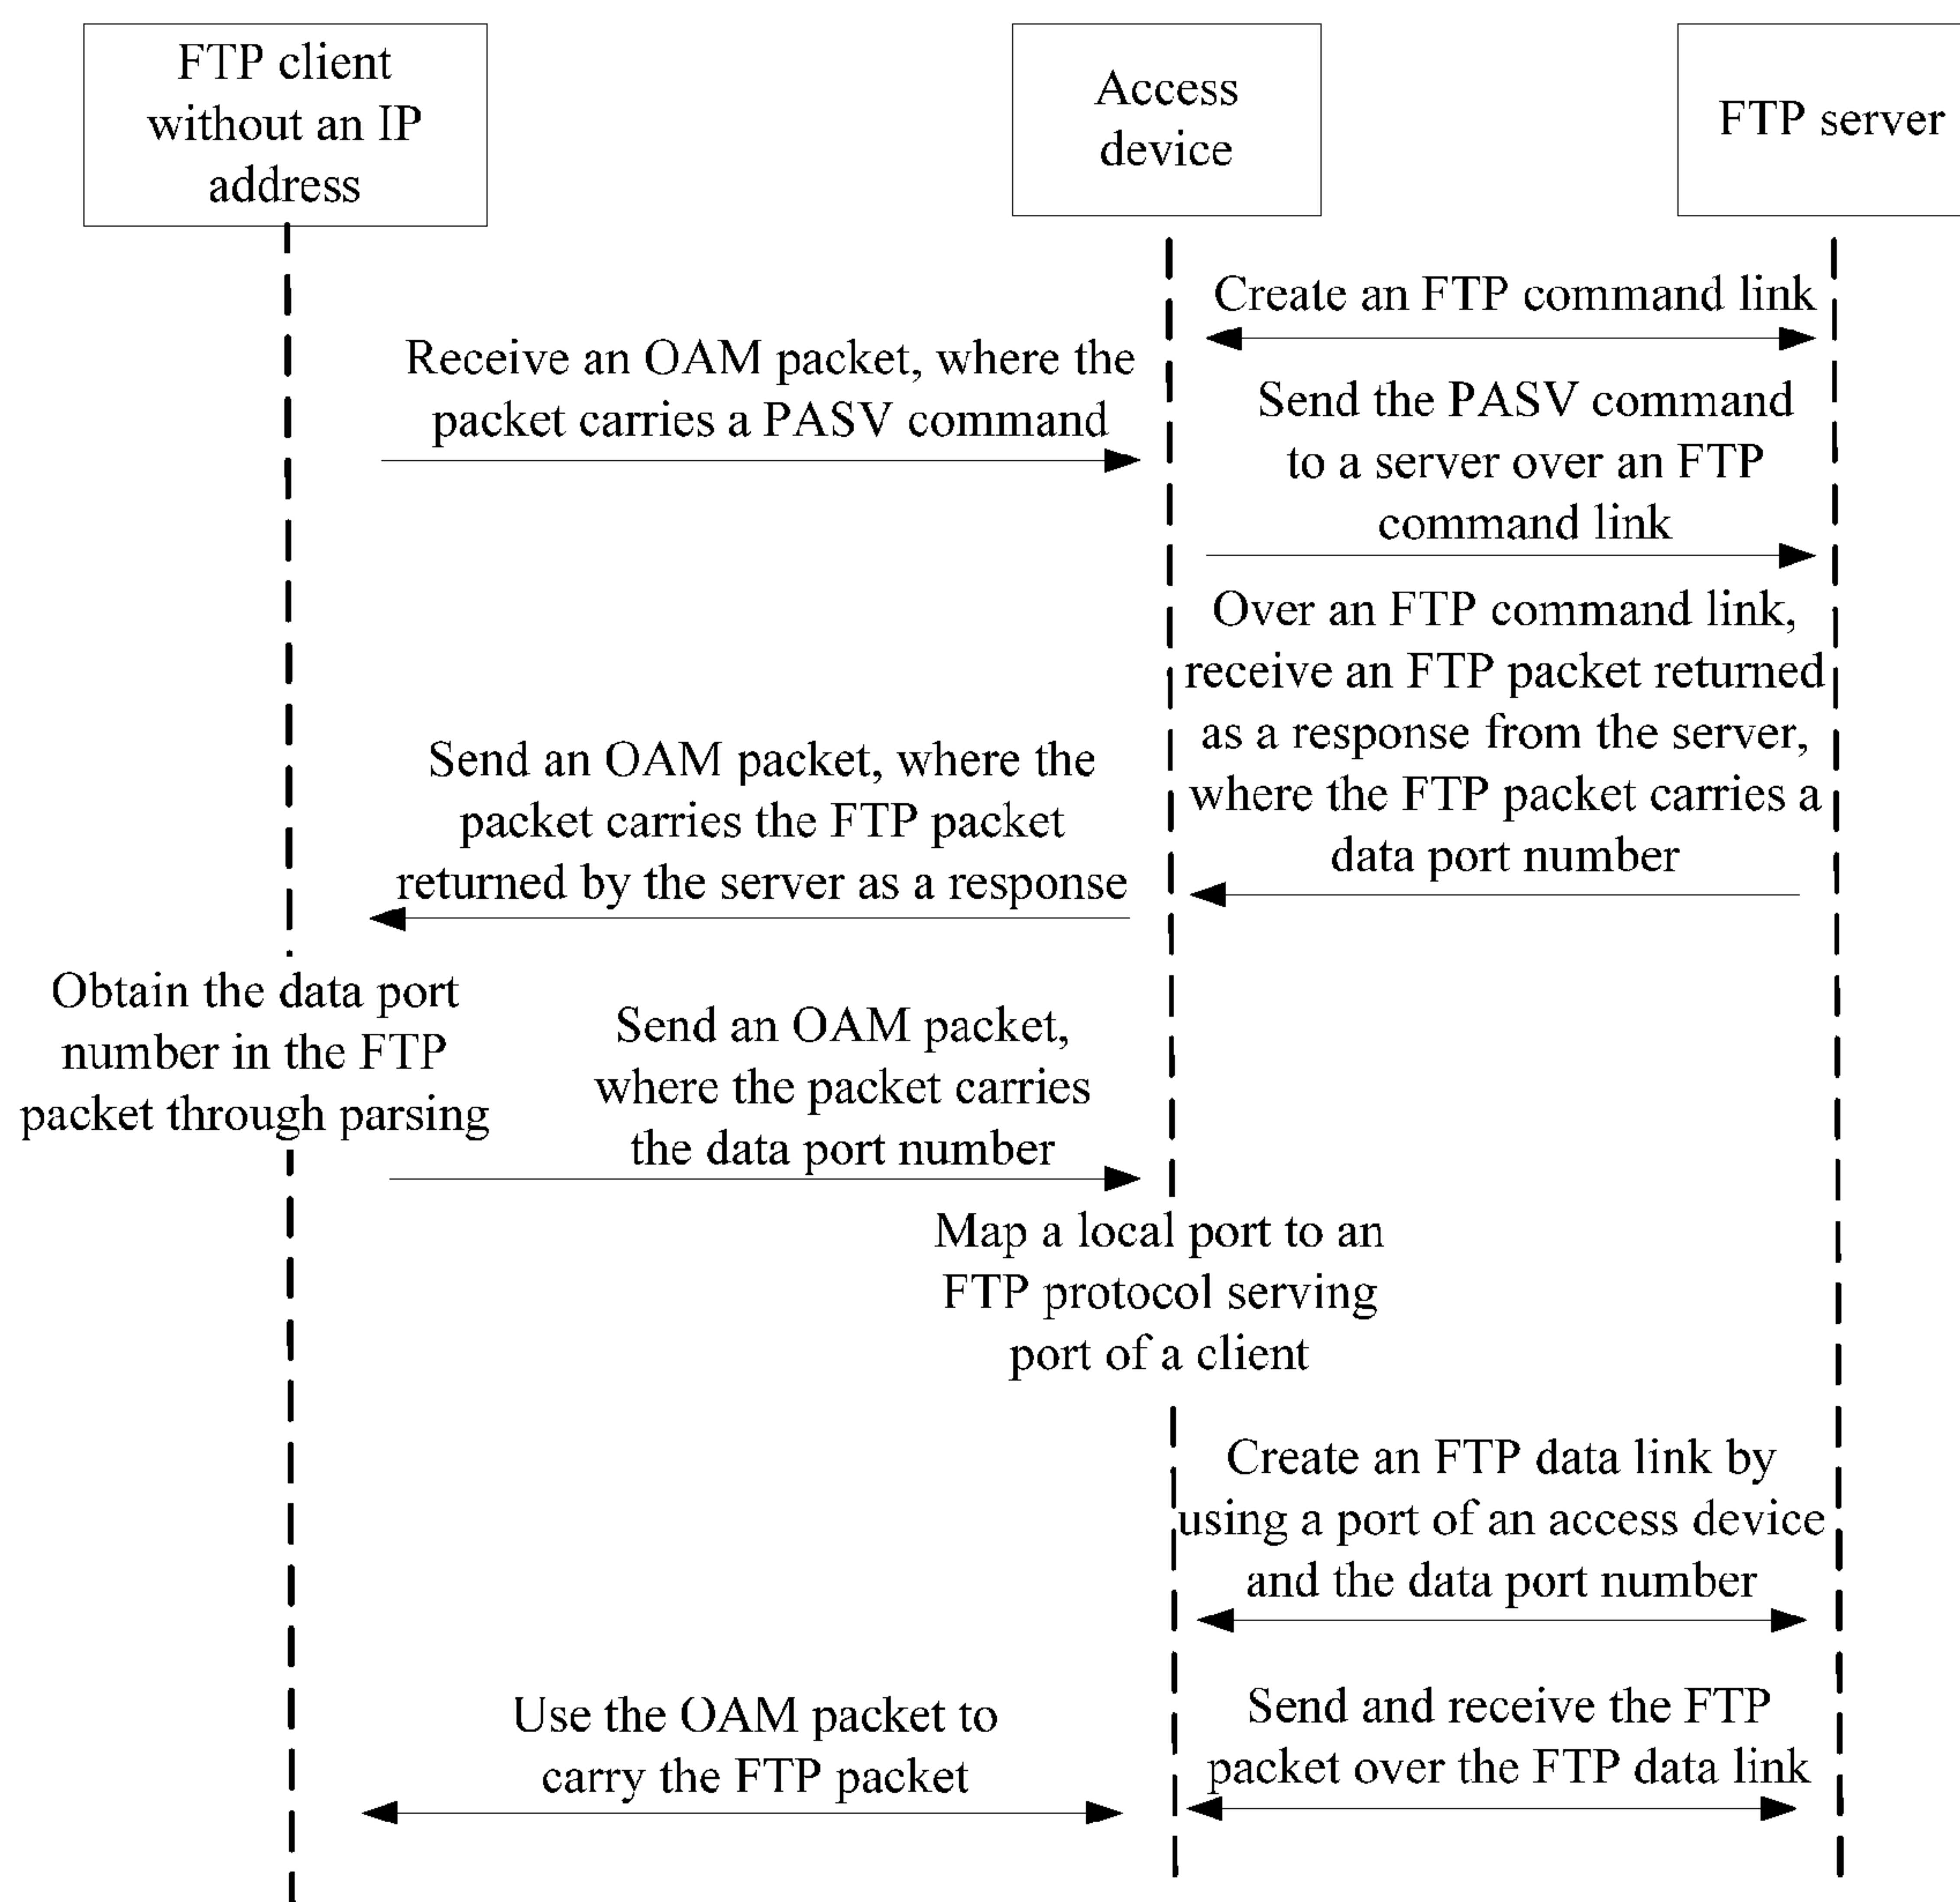 FTP client
without an IP
address
Access
device
FTP server
Create an FTP command link
Receive an OAM packet, where the
packet carries a PASV command
Send the PASV command
to a server over an FTP
command link
Over an FTP command link,
receive an FTP packet returned
as a response from the server,
where the FTP packet carries a
data port number
Send an OAM packet, where the
packet carries the FTP packet
returned by the server as a response
Obtain the data port
number in the FTP
packet through parsing
Send an OAM packet,
where the packet carries
the data port number
Map a local port to an
FTP protocol serving
port of a client
Create an FTP data link by
using a port of an access device
and the data port number
Use the OAM packet to
carry the FTP packet
Send and receive the FTP
packet over the FTP data link